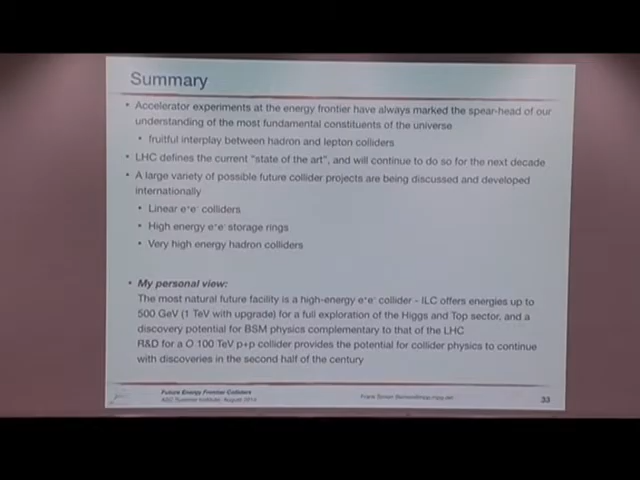 Summary
• Accelerator experiments at the energy frontier have always marked the spear-head of our
understanding of the most fundamental constituents of the universe
• fruitful interplay between hadron and lepton colliders
• LHC defines the current "state of the art", and will continue to do so for the next decade
• A large variety of possible future collider projects are being discussed and developed
internationally
• Linear e⁺e⁻ colliders
• High energy e⁺e⁻ storage rings
• Very high energy hadron colliders
• My personal view:
The most natural future facility is a high-energy e⁺e⁻ collider - ILC offers energies up to
500 GeV (1 TeV with upgrade) for a full exploration of the Higgs and Top sector, and a
discovery potential for BSM physics complementary to that of the LHC
R&D for a O 100 TeV p+p collider provides the potential for collider physics to continue
with discoveries in the second half of the century
Future Energy Frontier Colliders
Summer Institute, August 2014
Frank Simon
33